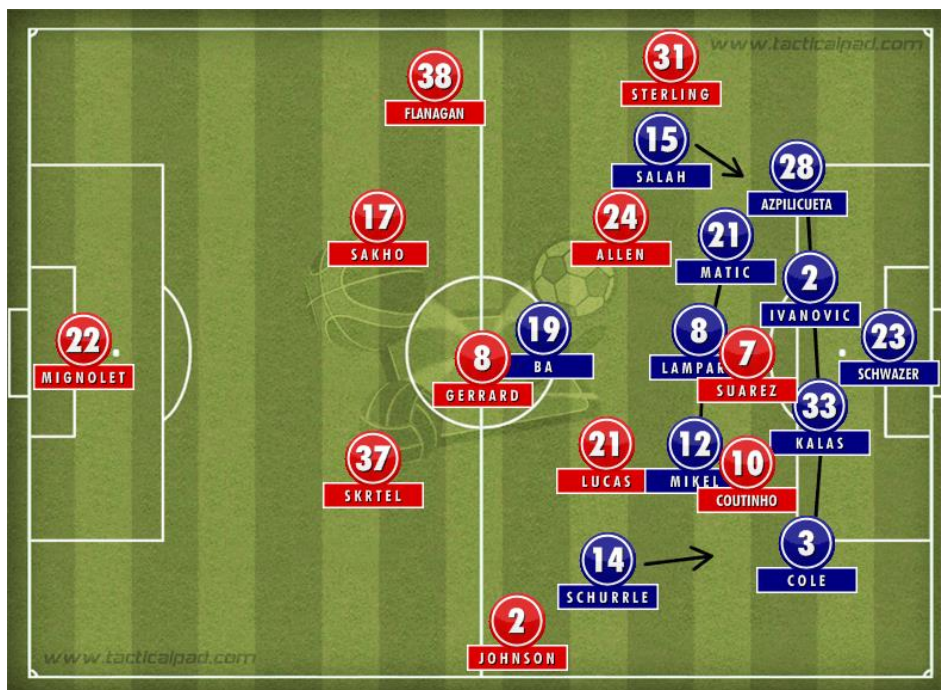 www.tacticalpad.com
31
STERLING
38
FLANAGAN
15
SALAH
28
AZPILICUETA
17
SAKHO
24
ALLEN
21
MATIC
2
IVANOVIC
22
MIGNOLET
19
BA
8
GERRARD
8
LAMPAR
7
SUAREZ
23
SCHWAZER
33
KALAS
37
SKRTEL
21
LUCAS
12
MIKEL
10
COUTINHO
14
SCHURRLE
3
COLE
2
JOHNSON
www.tacticalpad.com